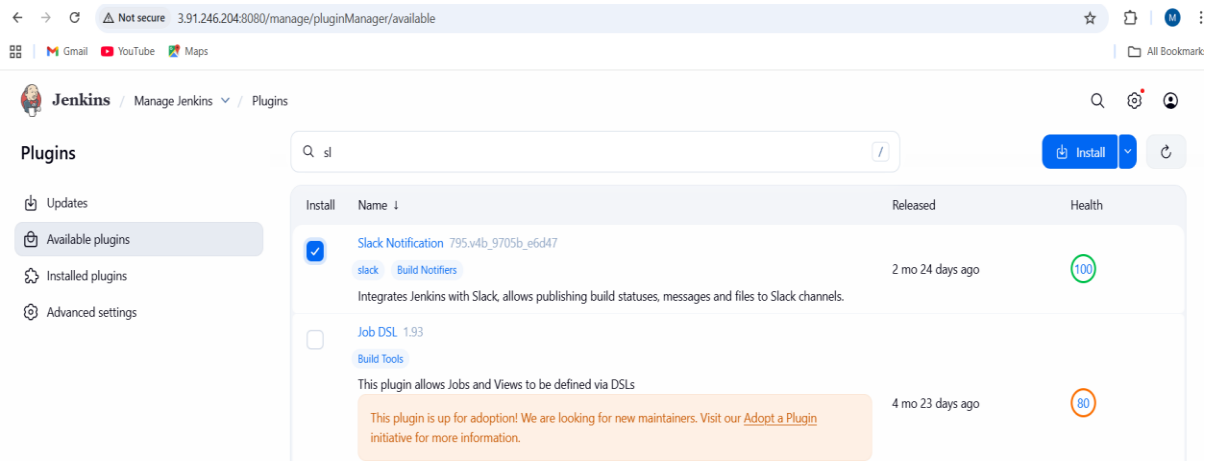 Not secure 3.91.246.204:8080/manage/pluginManager/available
M
Gmail YouTube Maps All Bookmark
Jenkins / Manage Jenkins / Plugins
Plugins
sl /
Install
Updates
Available plugins
Installed plugins
Advanced settings
Install Name ↓ Released Health
Slack Notification 795.v4b_9705b_e6d47
slack Build Notifiers
2 mo 24 days ago
100
Integrates Jenkins with Slack, allows publishing build statuses, messages and files to Slack channels.
Job DSL 1.93
Build Tools
This plugin allows Jobs and Views to be defined via DSLs
4 mo 23 days ago
80
This plugin is up for adoption! We are looking for new maintainers. Visit our Adopt a Plugin
initiative for more information.